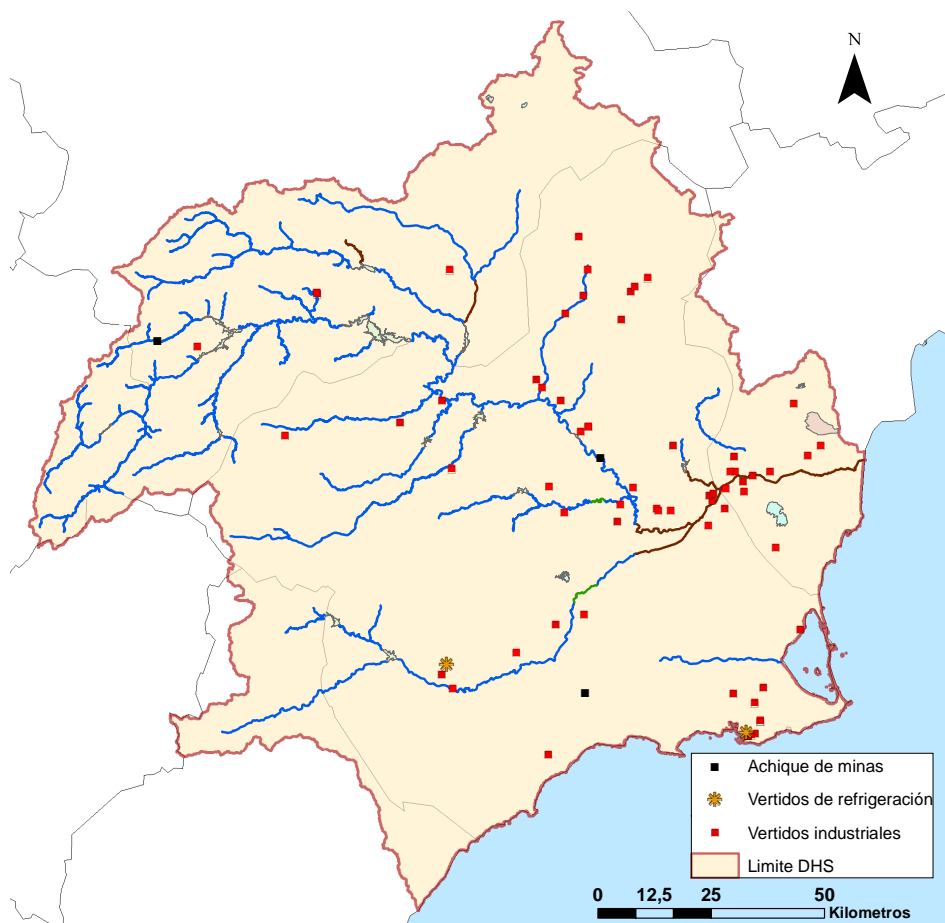 N
Achique de minas
Vertidos de refrigeración
Vertidos industriales
Limite DHS
0 12,5 25 50
Kilometros